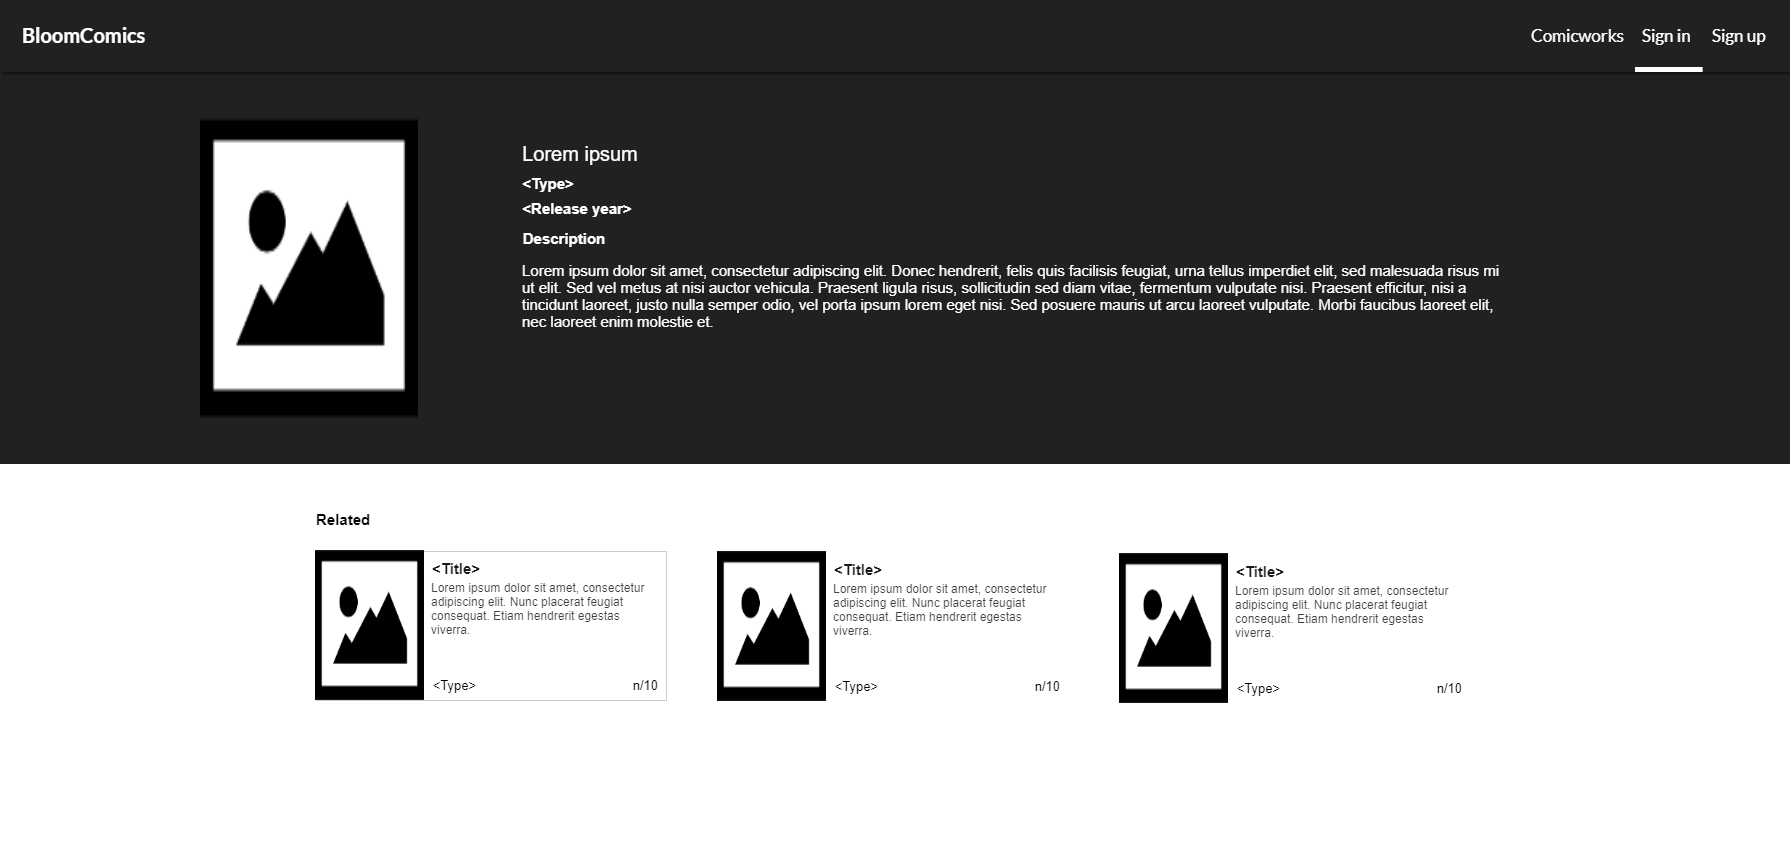 BloomComics
Comicworks
Sign in
Sign up
Lorem ipsum
<Type>
<Release year>
Description
Lorem ipsum dolor sit amet, consectetur adipiscing elit. Donec hendrerit, felis quis facilisis feugiat, urna tellus imperdiet elit, sed malesuada risus mi
ut elit. Sed vel metus at nisi auctor vehicula. Praesent ligula risus, sollicitudin sed diam vitae, fermentum vulputate nisi. Praesent efficitur, nisi a
tincidunt laoreet, justo nulla semper odio, vel porta ipsum lorem eget nisi. Sed posuere mauris ut arcu laoreet vulputate. Morbi faucibus laoreet elit,
nec laoreet enim molestie et.
Related
<Title>
Lorem ipsum dolor sit amet, consectetur
adipiscing elit. Nunc placerat feugiat
consequat. Etiam hendrerit egestas
viverra.
<Type>
n/10
<Title>
Lorem ipsum dolor sit amet, consectetur
adipiscing elit. Nunc placerat feugiat
consequat. Etiam hendrerit egestas
viverra.
<Type>
n/10
<Title>
Lorem ipsum dolor sit amet, consectetur
adipiscing elit. Nunc placerat feugiat
consequat. Etiam hendrerit egestas
viverra.
<Type>
n/10